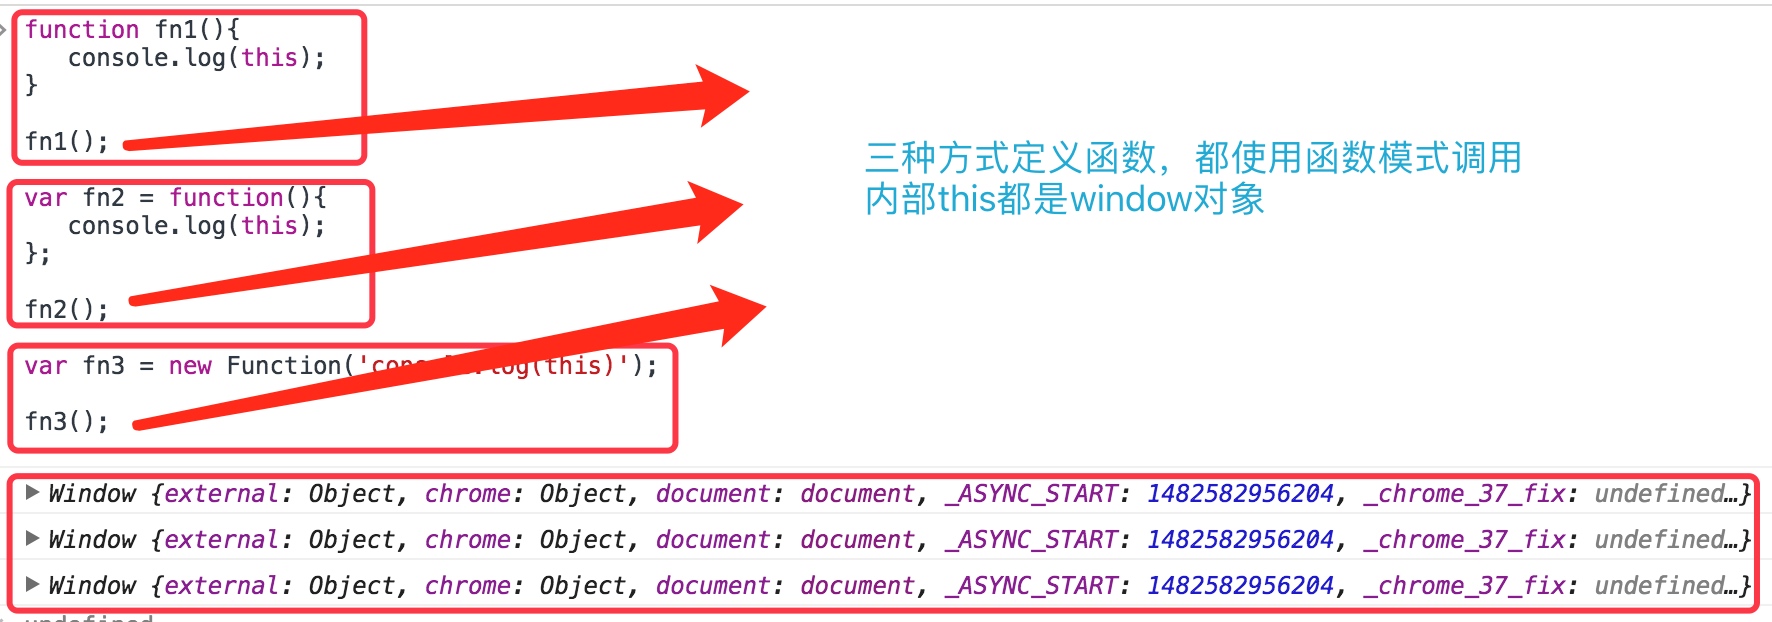 function fn1(){
console.log(this);
}
fn1();
var fn2 = function(){
console.log(this);
};
fn2();
var fn3 = new Function('console.log(this)');
fn3();
三种方式定义函数，都使用函数模式调用
内部this都是window对象
Window {external: Object, chrome: Object, document: document, _ASYNC_START: 1482582956204, _chrome_37_fix: undefined…}
Window {external: Object, chrome: Object, document: document, _ASYNC_START: 1482582956204, _chrome_37_fix: undefined…}
Window {external: Object, chrome: Object, document: document, _ASYNC_START: 1482582956204, _chrome_37_fix: undefined…}
undefined